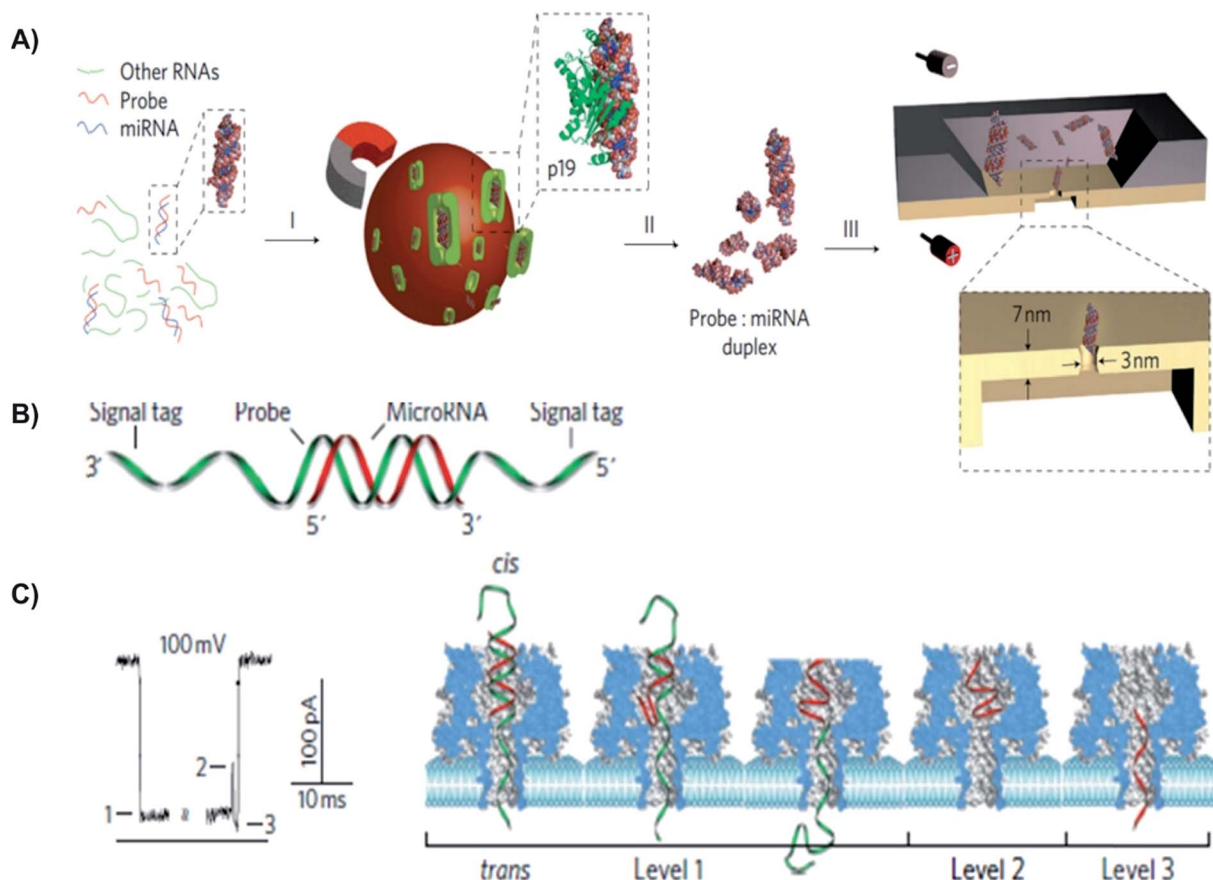 A)
Other RNAs
Probe
miRNA
I
p19
II
Probe : miRNA
duplex
III
−
+
7 nm
3 nm
B)
Signal tag
Probe
MicroRNA
Signal tag
3′
5′
5′
3′
C)
100 mV
100 pA
10 ms
1
2
3
cis
trans
Level 1
Level 2
Level 3